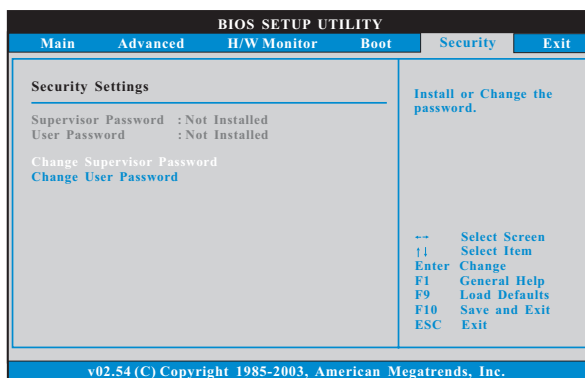 BIOS SETUP UTILITY
Main Advanced H/W Monitor Boot Security Exit
Security Settings
Supervisor Password : Not Installed
User Password : Not Installed
Change Supervisor Password
Change User Password
Install or Change the
password.
←→ Select Screen
↑↓ Select Item
Enter Change
F1 General Help
F9 Load Defaults
F10 Save and Exit
ESC Exit
v02.54 (C) Copyright 1985-2003, American Megatrends, Inc.